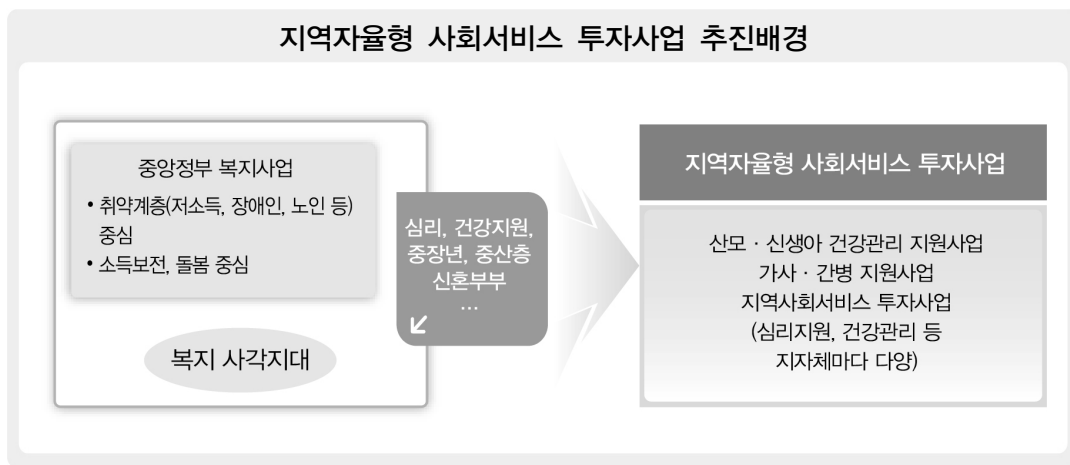 지역자율형 사회서비스 투자사업 추진배경
중앙정부 복지사업
• 취약계층(저소득, 장애인, 노인 등)
중심
• 소득보전, 돌봄 중심
복지 사각지대
심리, 건강지원,
중장년, 중산층
신혼부부
…
지역자율형 사회서비스 투자사업
산모 · 신생아 건강관리 지원사업
가사 · 간병 지원사업
지역사회서비스 투자사업
(심리지원, 건강관리 등
지자체마다 다양)